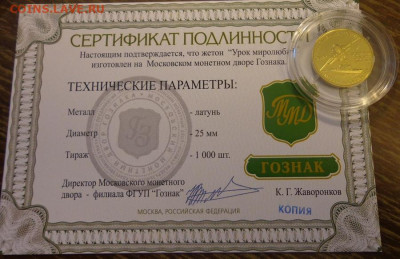 COINS.LAVE.RU
СЕРТИФИКАТ ПОДЛИННОСТИ
Настоящим подтверждается, что жетон "Урок
изготовлен на Московском монетном дворе Гознака.
ТЕХНИЧЕСКИЕ ПАРАМЕТРЫ:
Металл - латунь
Диаметр - 25 мм
Тираж - 1 000 шт.
ММД
ГОЗНАК
Директор Московского монетного
двора - филиала ФГУП "Гознак"
К. Г. Жаворонков
МОСКВА, РОССИЙСКАЯ ФЕДЕРАЦИЯ
КОПИЯ